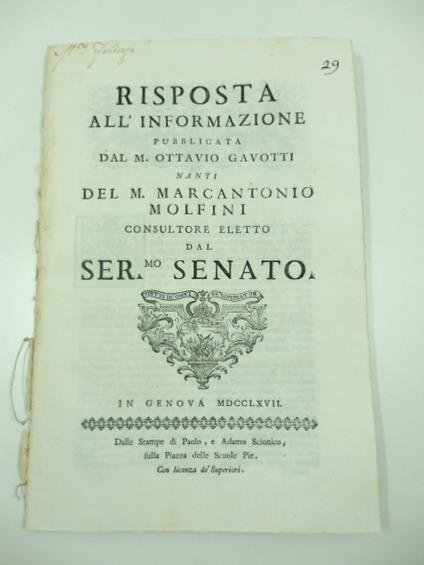 29
RISPOSTA
ALL' INFORMAZIONE
PUBBLICATA
DAL M. OTTAVIO GAVOTTI
NANTI
DEL M. MARCANTONIO
MOLFINI
CONSULTORE ELETTO
DAL
SER.MO SENATO.
IN GENOVA MDCCLXVII.
Dalle Stampe di Paolo, e Adamo Scionico,
sulla Piazza delle Scuole Pie.
Con licenza de' Superiori.